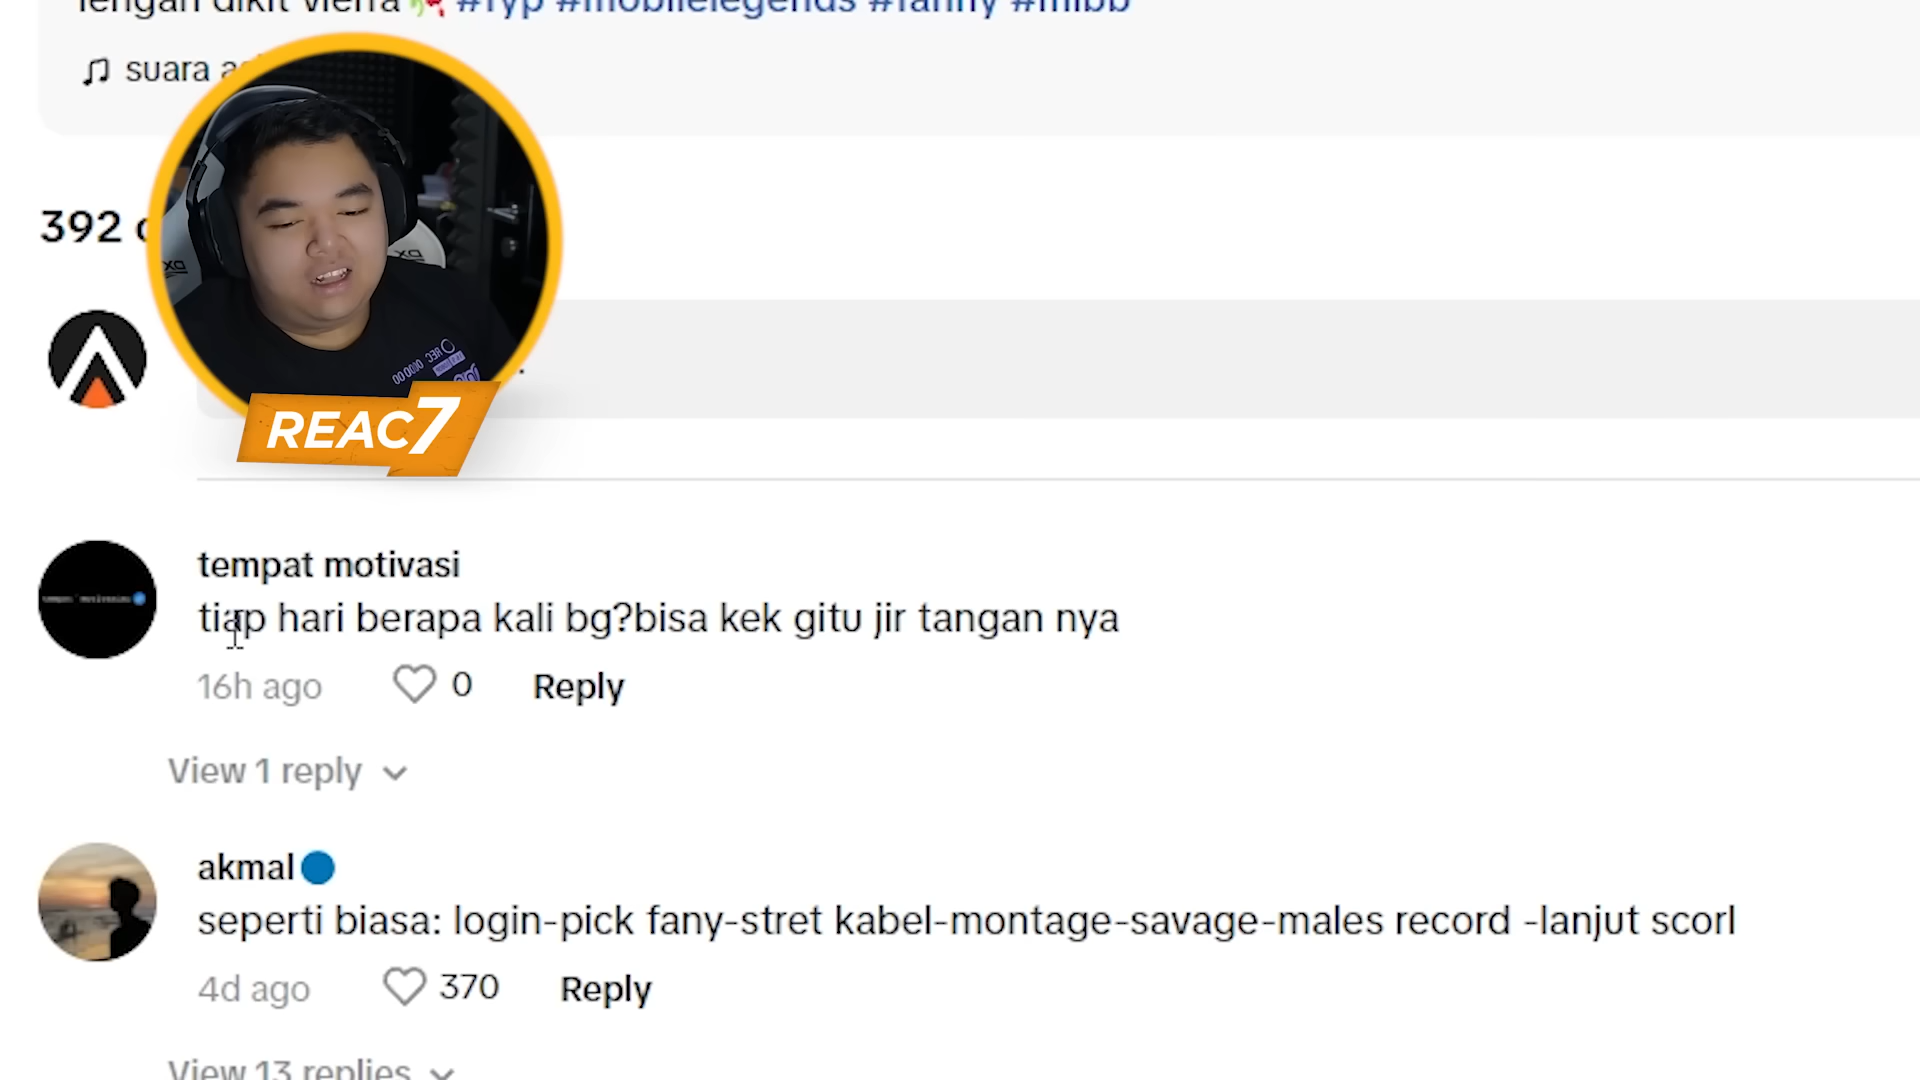 dikit vierra #fyp #mobilelegends #fanny #mlbb
suara
392
REAC7
tempat motivasi
tiap hari berapa kali bg?bisa kek gitu jir tangan nya
16h ago 0 Reply
View 1 reply
akmal
seperti biasa: login-pick fany-stret kabel-montage-savage-males record -lanjut scorl
4d ago 370 Reply
View 13 replies